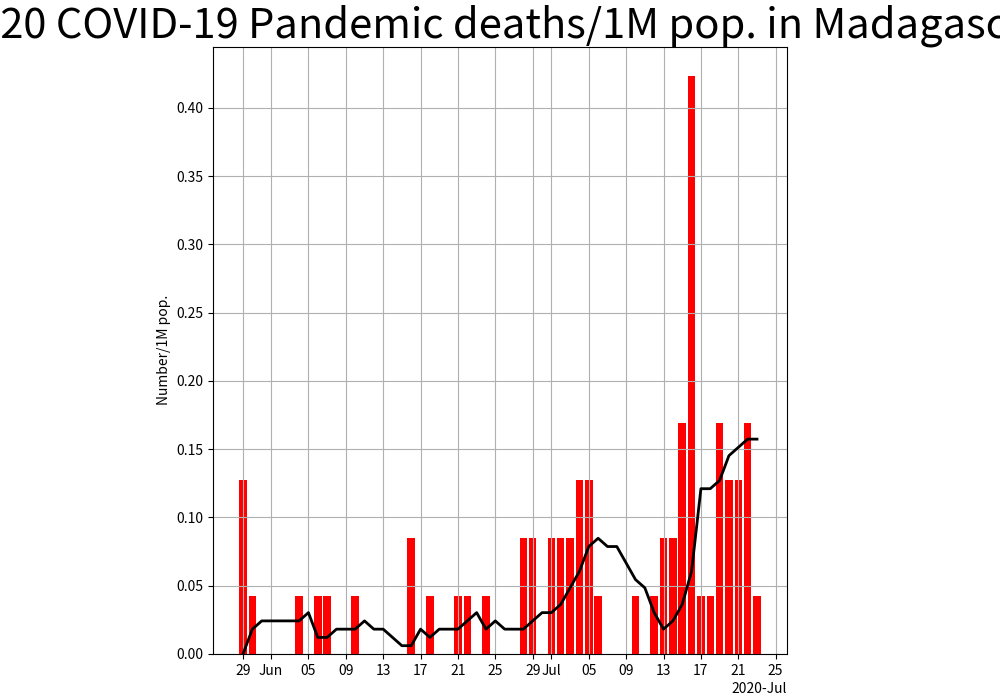 20 COVID-19 Pandemic deaths/1M pop. in Madagasc
0.40
0.35
0.30
0.25
0.20
0.15
0.10
0.05
0.00
Number/1M pop.
29 Jun 05 09 13 17 21 25 29 Jul 05 09 13 17 21 25
2020-Jul